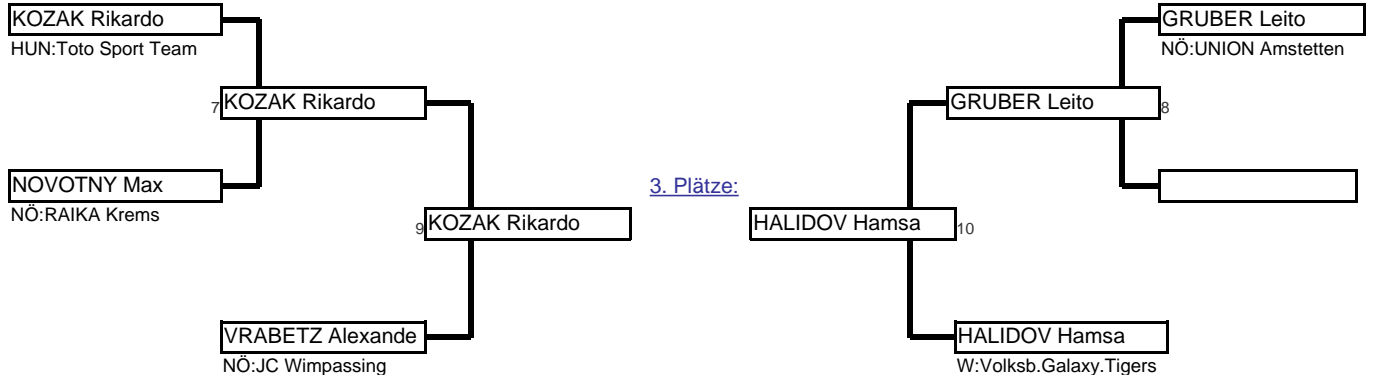 KOZAK Rikardo
HUN:Toto Sport Team
GRUBER Leito
NÖ:UNION Amstetten
7 KOZAK Rikardo
GRUBER Leito 8
NOVOTNY Max
NÖ:RAIKA Krems
3. Plätze:
9 KOZAK Rikardo
HALIDOV Hamsa 10
VRABETZ Alexande
NÖ:JC Wimpassing
HALIDOV Hamsa
W:Volksb.Galaxy.Tigers